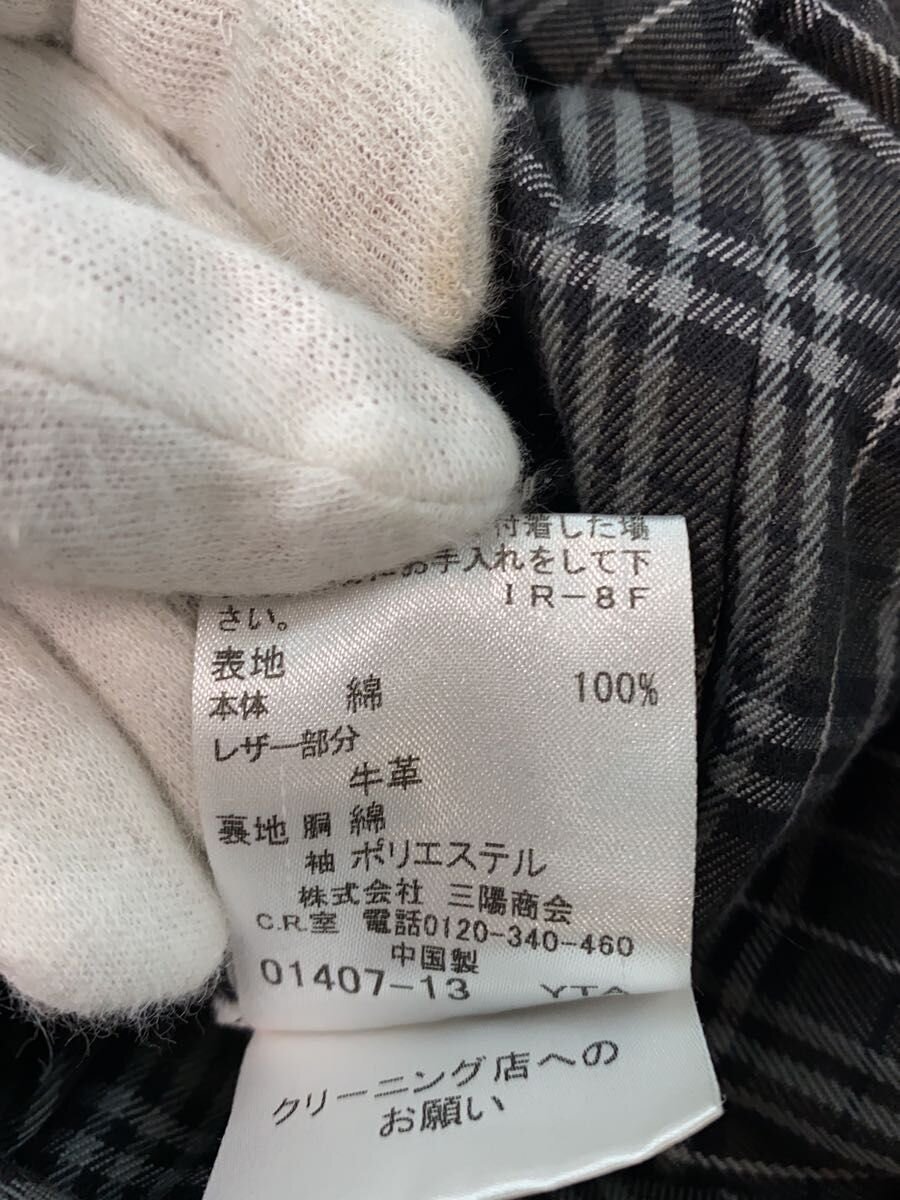 付着した場
お手入れをして下
さい。 IR-8F
表地
本体 綿 100%
レザー部分
牛革
裏地 胴 綿
袖 ポリエステル
株式会社 三陽商会
C.R.室 電話0120-340-460
中国製
01407-13 YTA
クリーニング店への
お願い